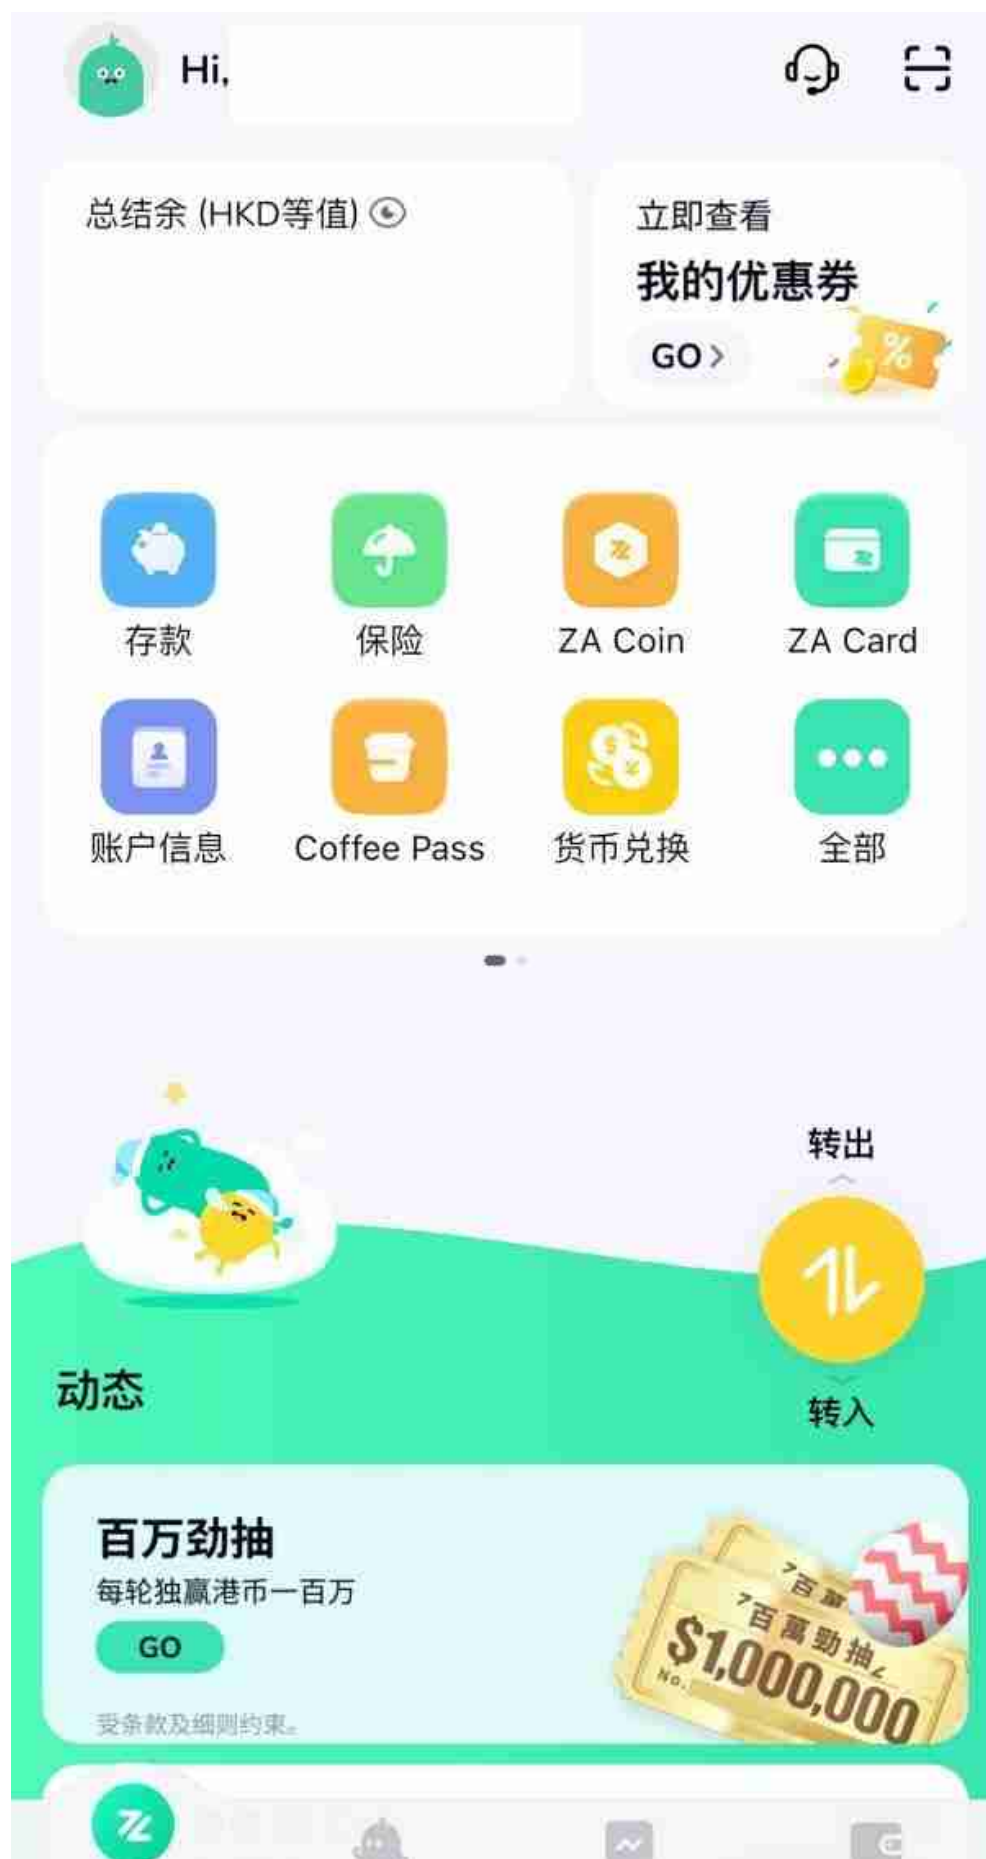 Hi,
总结余 (HKD等值)
立即查看
我的优惠券
GO >
%
存款
保险
ZA Coin
ZA Card
账户信息
Coffee Pass
货币兑换
全部
转出
转入
动态
百万劲抽
每轮独赢港币一百万
GO
受条款及细则约束。
百萬
百萬勁抽
$1,000,000
No.